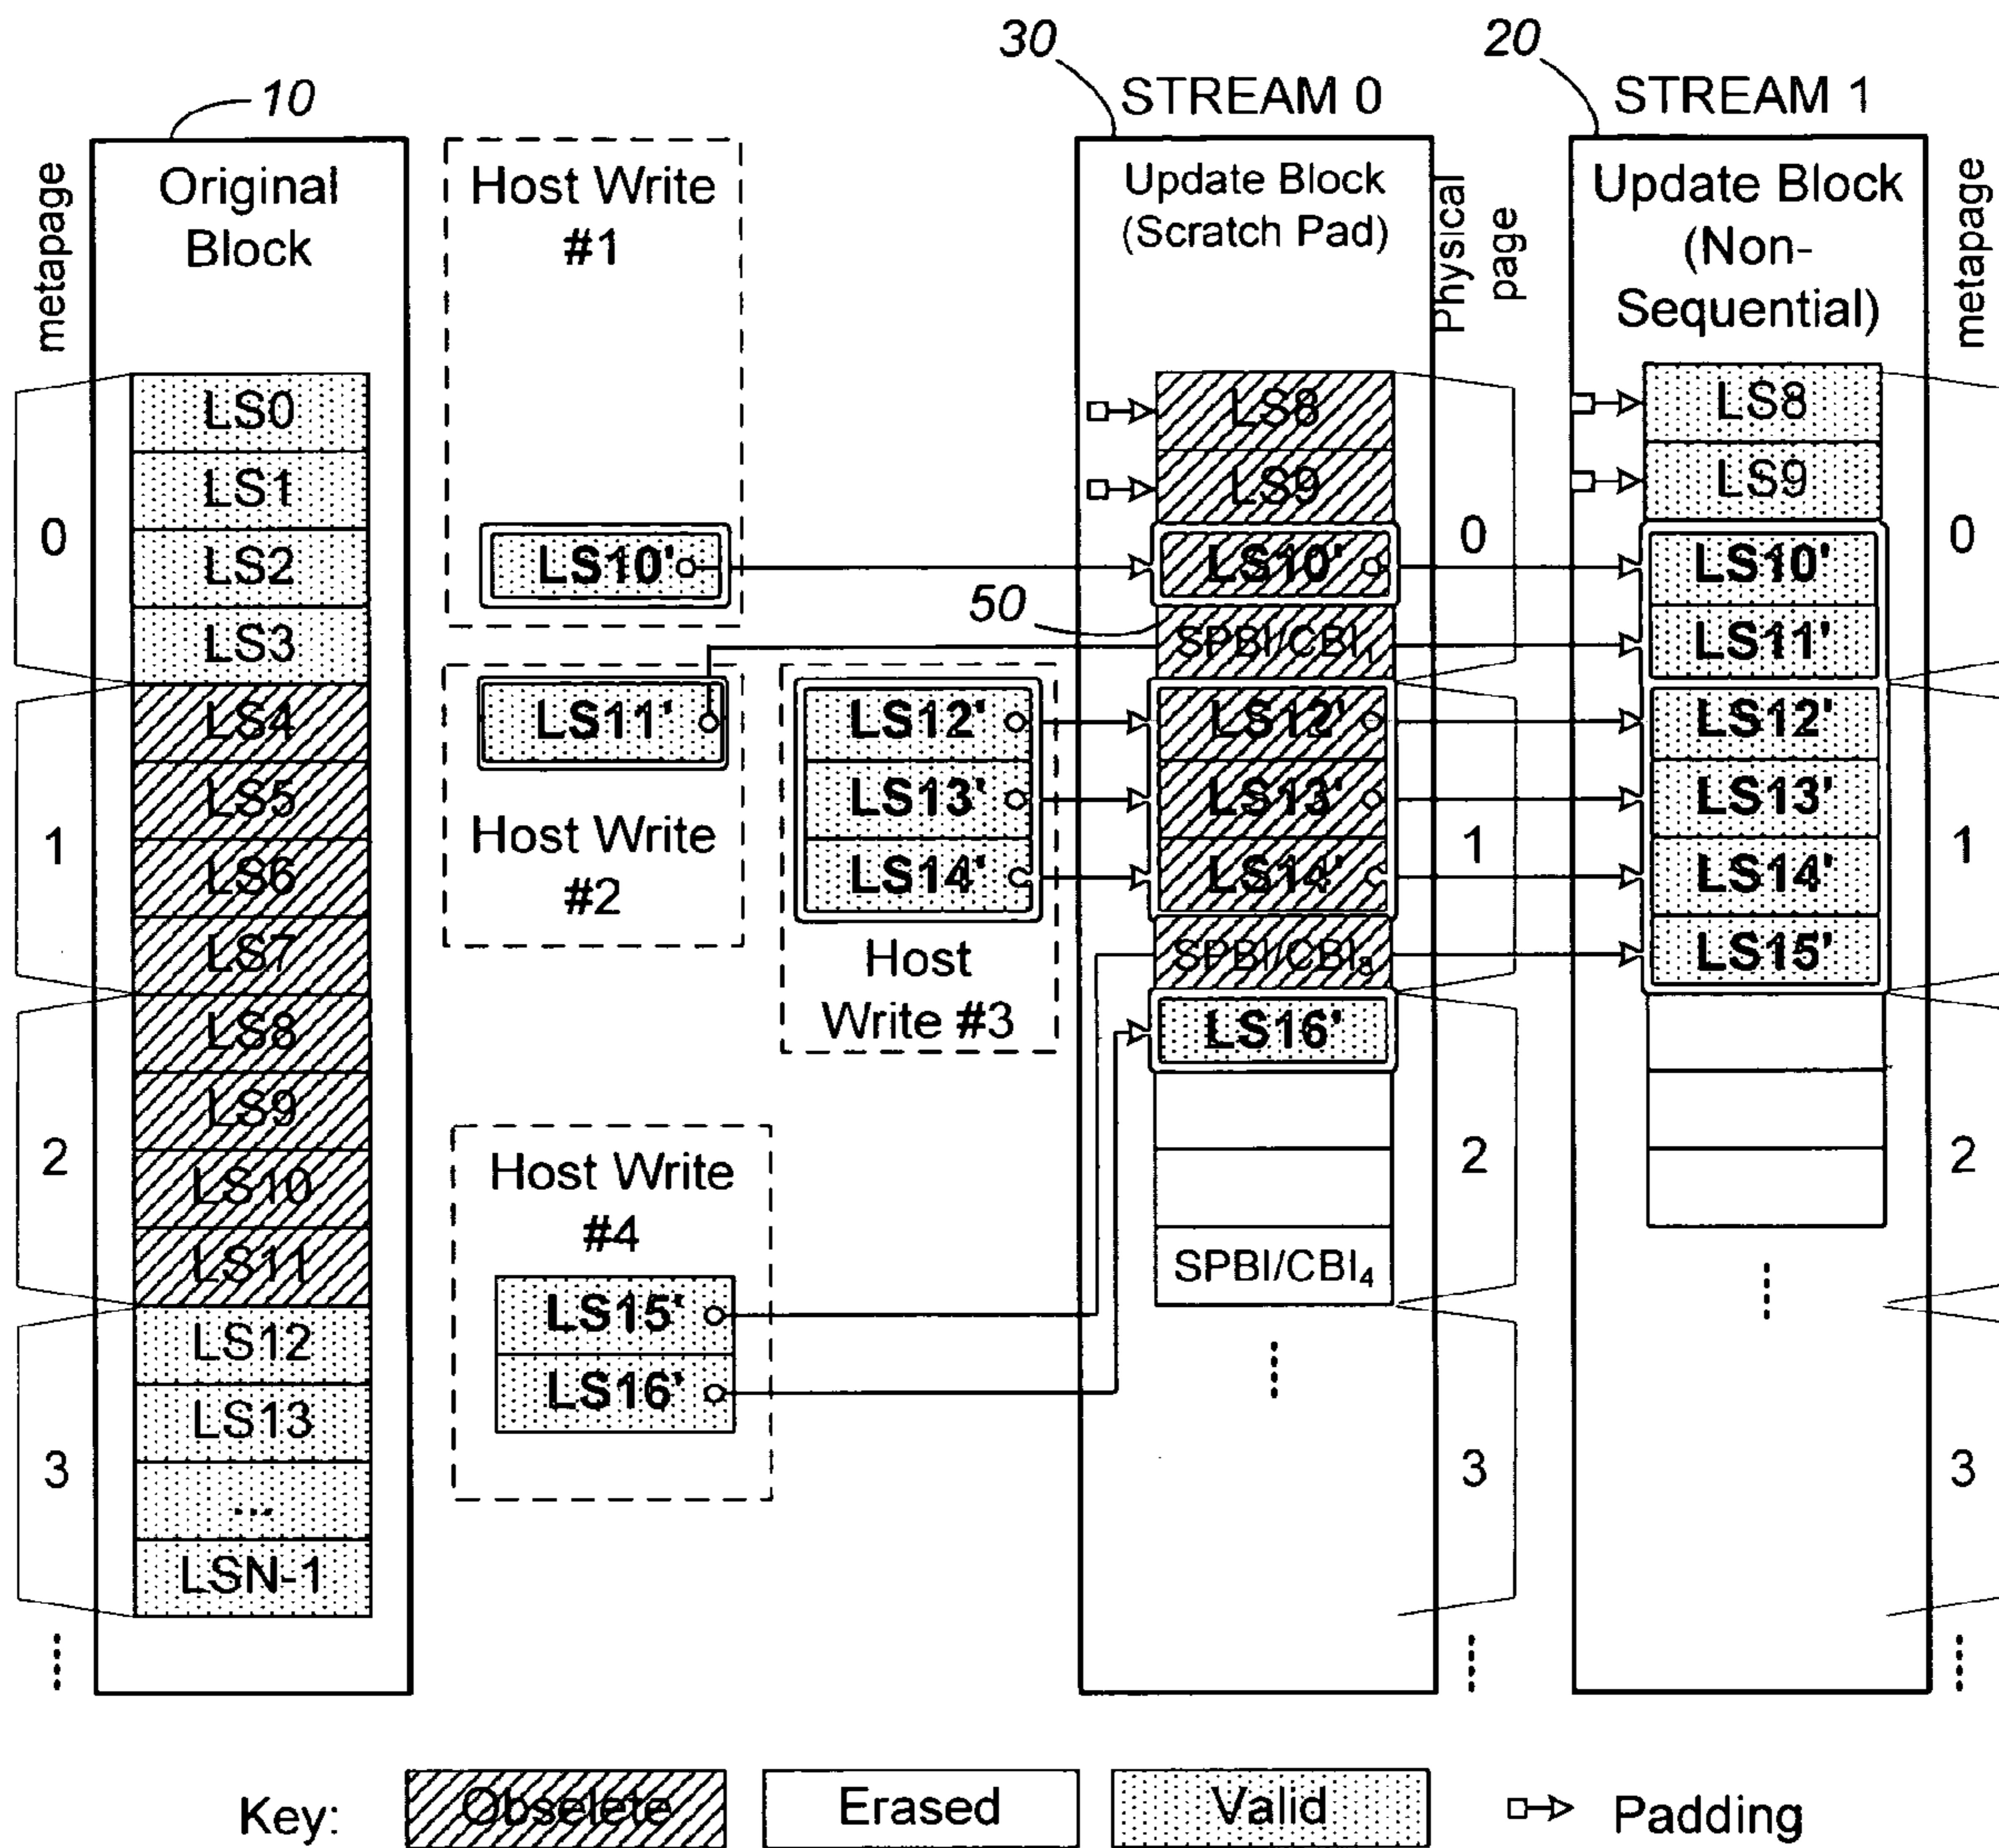 10
metapage
Original
Block
LS0
LS1
LS2
LS3
LS4
LS5
LS6
LS7
LS8
LS9
LS10
LS11
LS12
LS13
...
LSN-1
0
1
2
3
Host Write
#1
LS10'
LS11'
Host Write
#2
LS12'
LS13'
LS14'
Host
Write #3
Host Write
#4
LS15'
LS16'
30
STREAM 0
Update Block
(Scratch Pad)
Physical
page
LS8
LS9
LS10'
50
SPBI/CBI₁
LS12'
LS13'
LS14'
SPBI/CBI₃
LS16'
SPBI/CBI₄
0
1
2
3
20
STREAM 1
Update Block
(Non-
Sequential)
metapage
LS8
LS9
LS10'
LS11'
LS12'
LS13'
LS14'
LS15'
0
1
2
3
Key:
Obselete
Erased
Valid
Padding